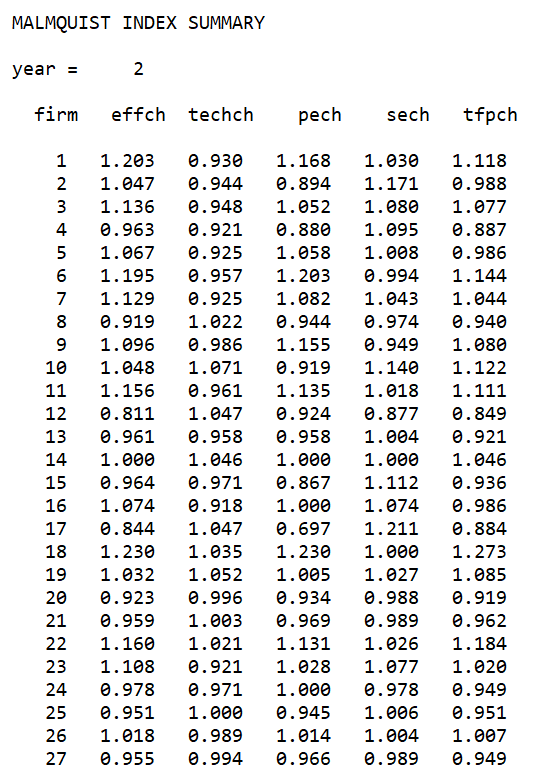 MALMQUIST INDEX SUMMARY
year = 2
firm effch techch pech sech tfpch
1 1.203 0.930 1.168 1.030 1.118
2 1.047 0.944 0.894 1.171 0.988
3 1.136 0.948 1.052 1.080 1.077
4 0.963 0.921 0.880 1.095 0.887
5 1.067 0.925 1.058 1.008 0.986
6 1.195 0.957 1.203 0.994 1.144
7 1.129 0.925 1.082 1.043 1.044
8 0.919 1.022 0.944 0.974 0.940
9 1.096 0.986 1.155 0.949 1.080
10 1.048 1.071 0.919 1.140 1.122
11 1.156 0.961 1.135 1.018 1.111
12 0.811 1.047 0.924 0.877 0.849
13 0.961 0.958 0.958 1.004 0.921
14 1.000 1.046 1.000 1.000 1.046
15 0.964 0.971 0.867 1.112 0.936
16 1.074 0.918 1.000 1.074 0.986
17 0.844 1.047 0.697 1.211 0.884
18 1.230 1.035 1.230 1.000 1.273
19 1.032 1.052 1.005 1.027 1.085
20 0.923 0.996 0.934 0.988 0.919
21 0.959 1.003 0.969 0.989 0.962
22 1.160 1.021 1.131 1.026 1.184
23 1.108 0.921 1.028 1.077 1.020
24 0.978 0.971 1.000 0.978 0.949
25 0.951 1.000 0.945 1.006 0.951
26 1.018 0.989 1.014 1.004 1.007
27 0.955 0.994 0.966 0.989 0.949